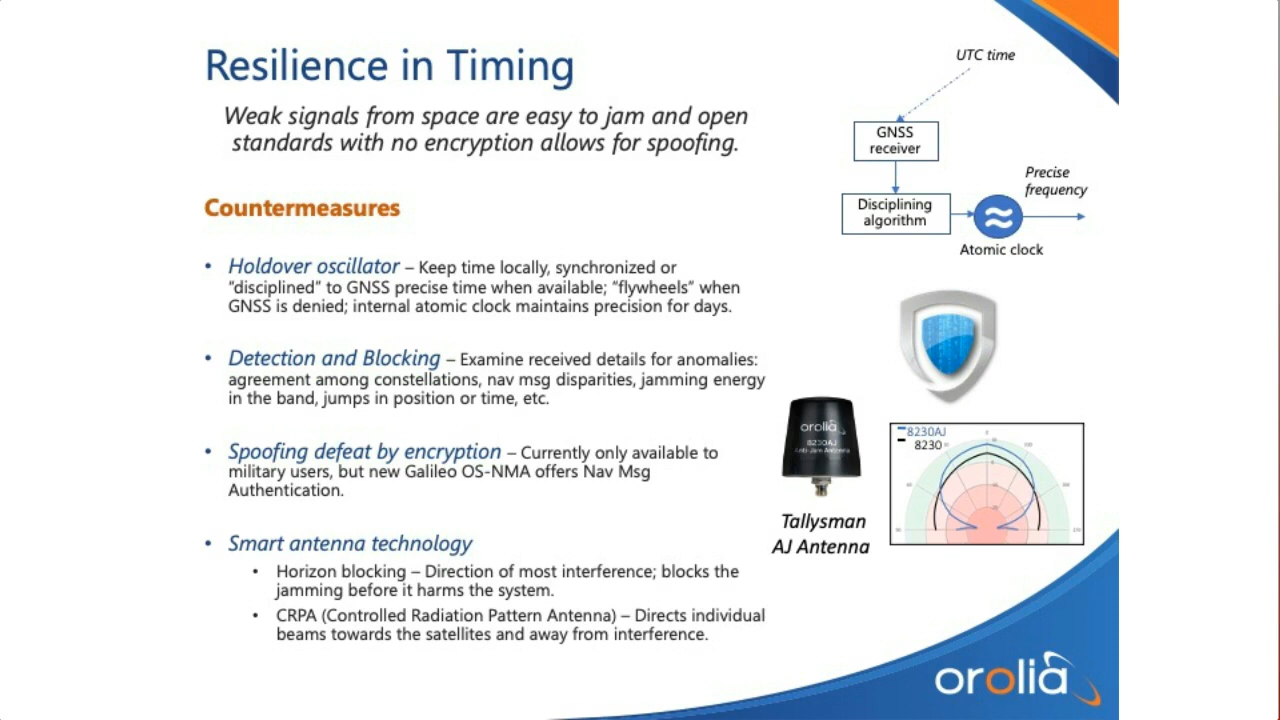 Resilience in Timing
Weak signals from space are easy to jam and open
standards with no encryption allows for spoofing.
Countermeasures
• Holdover oscillator – Keep time locally, synchronized or
“disciplined” to GNSS precise time when available; “flywheels” when
GNSS is denied; internal atomic clock maintains precision for days.
• Detection and Blocking – Examine received details for anomalies:
agreement among constellations, nav msg disparities, jamming energy
in the band, jumps in position or time, etc.
• Spoofing defeat by encryption – Currently only available to
military users, but new Galileo OS-NMA offers Nav Msg
Authentication.
• Smart antenna technology
• Horizon blocking – Direction of most interference; blocks the
jamming before it harms the system.
• CRPA (Controlled Radiation Pattern Antenna) – Directs individual
beams towards the satellites and away from interference.
UTC time
GNSS
receiver
Disciplining
algorithm
Precise
frequency
Atomic clock
orolia
8230AJ
Anti-Jam Antenna
Tallysman
AJ Antenna
8230AJ
8230
orolia